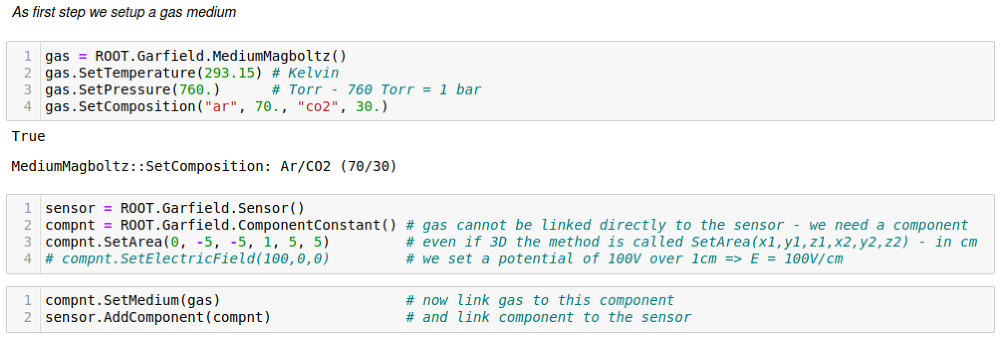 As first step we setup a gas medium
1 gas = ROOT.Garfield.MediumMagboltz()
2 gas.SetTemperature(293.15) # Kelvin
3 gas.SetPressure(760.)      # Torr - 760 Torr = 1 bar
4 gas.SetComposition("ar", 70., "co2", 30.)
True
MediumMagboltz::SetComposition: Ar/CO2 (70/30)
1 sensor = ROOT.Garfield.Sensor()
2 compnt = ROOT.Garfield.ComponentConstant() # gas cannot be linked directly to the sensor - we need a component
3 compnt.SetArea(0, -5, -5, 1, 5, 5)         # even if 3D the method is called SetArea(x1,y1,z1,x2,y2,z2) - in cm
4 # compnt.SetElectricField(100,0,0)         # we set a potential of 100V over 1cm => E = 100V/cm
1 compnt.SetMedium(gas)                      # now link gas to this component
2 sensor.AddComponent(compnt)                # and link component to the sensor